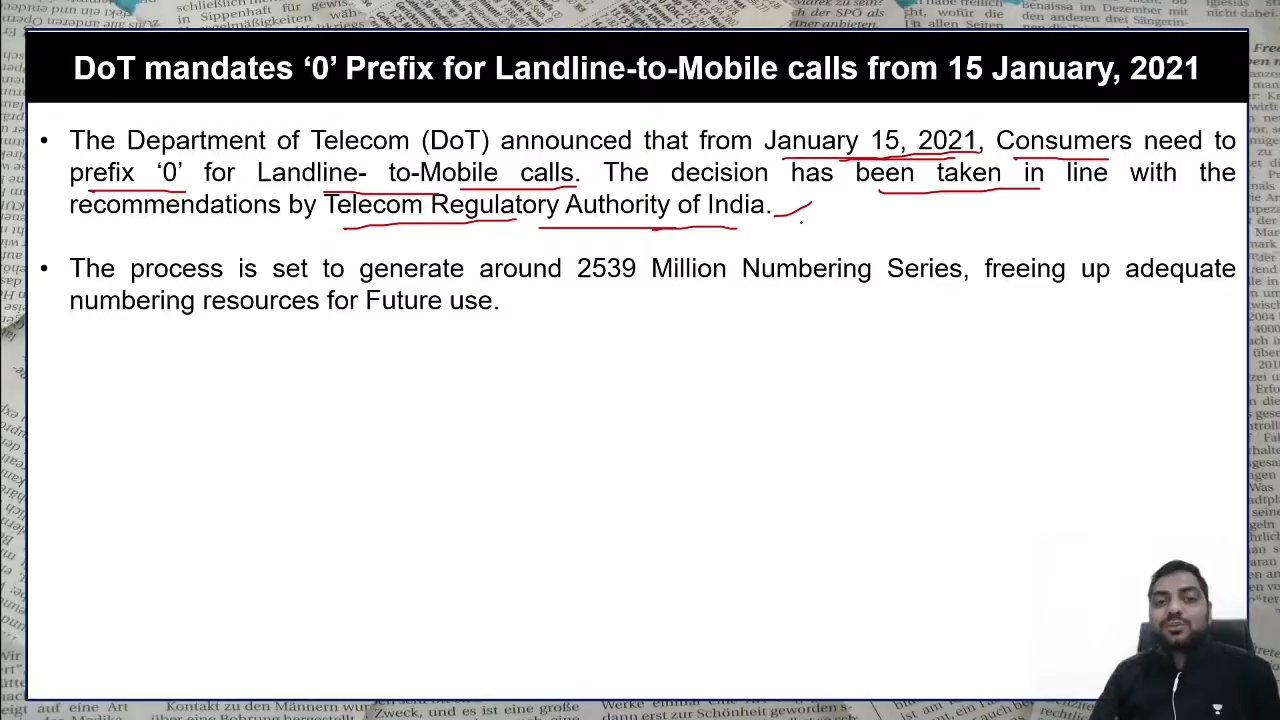 DoT mandates ‘0’ Prefix for Landline-to-Mobile calls from 15 January, 2021
• The Department of Telecom (DoT) announced that from January 15, 2021, Consumers need to
prefix ‘0’ for Landline- to-Mobile calls. The decision has been taken in line with the
recommendations by Telecom Regulatory Authority of India.
• The process is set to generate around 2539 Million Numbering Series, freeing up adequate
numbering resources for Future use.